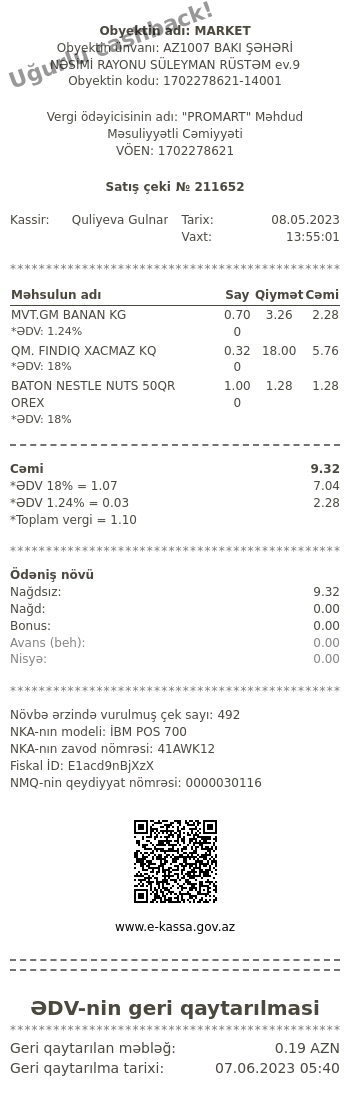 Uğurlu cashback!
Obyektin adı: MARKET
Obyektin ünvanı: AZ1007 BAKI ŞƏHƏRİ
NƏSİMİ RAYONU SÜLEYMAN RÜSTƏM ev.9
Obyektin kodu: 1702278621-14001
Vergi ödəyicisinin adı: "PROMART" Məhdud
Məsuliyyətli Cəmiyyəti
VÖEN: 1702278621
Satış çeki № 211652
Kassir: Quliyeva Gulnar Tarix: 08.05.2023
Vaxt: 13:55:01
********************************************
Məhsulun adı Say Qiymət Cəmi
MVT.GM BANAN KG 0.70 3.26 2.28
*ƏDV: 1.24% 0
QM. FINDIQ XACMAZ KQ 0.32 18.00 5.76
*ƏDV: 18% 0
BATON NESTLE NUTS 50QR 1.00 1.28 1.28
OREX 0
*ƏDV: 18%
Cəmi 9.32
*ƏDV 18% = 1.07 7.04
*ƏDV 1.24% = 0.03 2.28
*Toplam vergi = 1.10
********************************************
Ödəniş növü
Nağdsız: 9.32
Nağd: 0.00
Bonus: 0.00
Avans (beh): 0.00
Nisyə: 0.00
********************************************
Növbə ərzində vurulmuş çek sayı: 492
NKA-nın modeli: İBM POS 700
NKA-nın zavod nömrəsi: 41AWK12
Fiskal İD: E1acd9nBjXzX
NMQ-nin qeydiyyat nömrəsi: 0000030116
www.e-kassa.gov.az
ƏDV-nin geri qaytarılmasi
********************************************
Geri qaytarılan məbləğ: 0.19 AZN
Geri qaytarılma tarixi: 07.06.2023 05:40